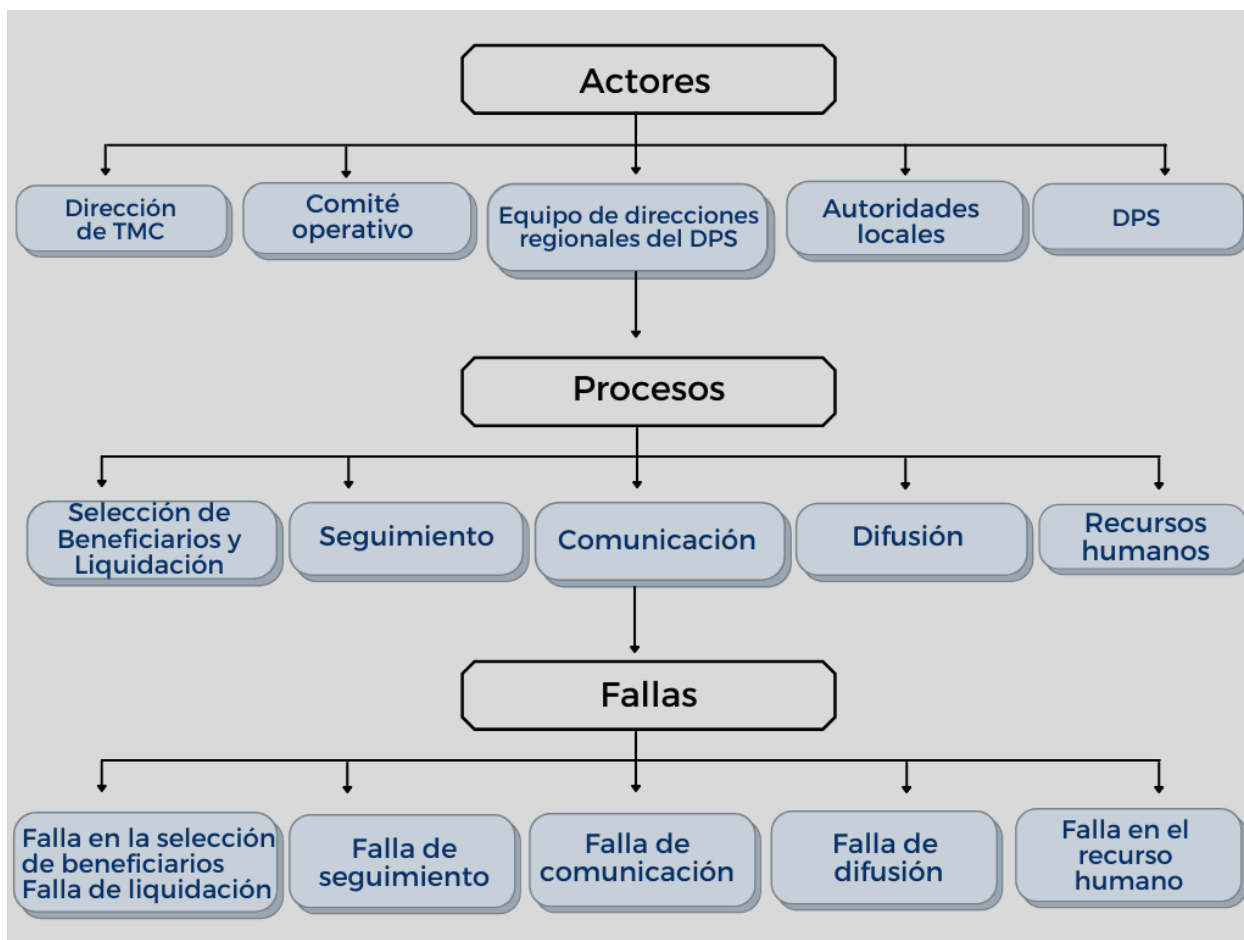 Actores
Dirección
de TMC
Comité
operativo
Equipo de direcciones
regionales del DPS
Autoridades
locales
DPS
Procesos
Selección de
Beneficiarios y
Liquidación
Seguimiento
Comunicación
Difusión
Recursos
humanos
Fallas
Falla en la selección
de beneficiarios
Falla de liquidación
Falla de
seguimiento
Falla de
comunicación
Falla de
difusión
Falla en el
recurso
humano